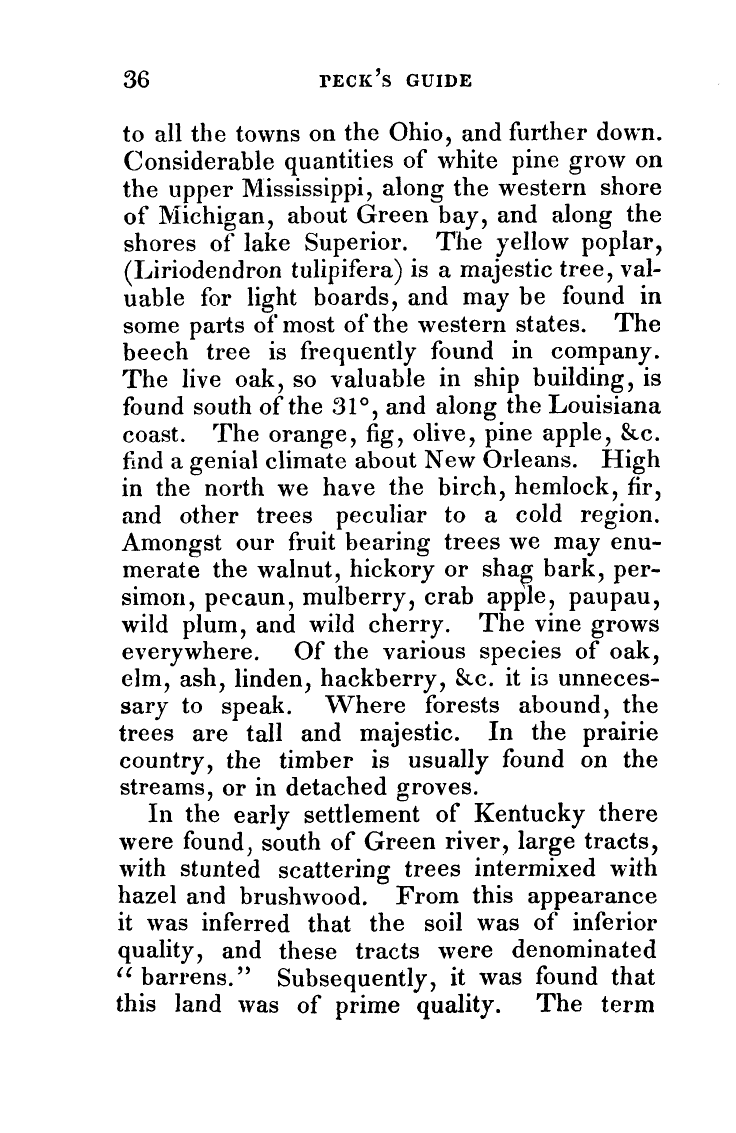 36 PECK'S GUIDE
to all the towns on the Ohio, and further down.
Considerable quantities of white pine grow on
the upper Mississippi, along the western shore
of Michigan, about Green bay, and along the
shores of lake Superior. The yellow poplar,
(Liriodendron tulipifera) is a majestic tree, val-
uable for light boards, and may be found in
some parts of most of the western states. The
beech tree is frequently found in company.
The live oak, so valuable in ship building, is
found south of the 31°, and along the Louisiana
coast. The orange, fig, olive, pine apple, &c.
find a genial climate about New Orleans. High
in the north we have the birch, hemlock, fir,
and other trees peculiar to a cold region.
Amongst our fruit bearing trees we may enu-
merate the walnut, hickory or shag bark, per-
simon, pecaun, mulberry, crab apple, paupau,
wild plum, and wild cherry. The vine grows
everywhere. Of the various species of oak,
elm, ash, linden, hackberry, &c. it is unneces-
sary to speak. Where forests abound, the
trees are tall and majestic. In the prairie
country, the timber is usually found on the
streams, or in detached groves.
In the early settlement of Kentucky there
were found, south of Green river, large tracts,
with stunted scattering trees intermixed with
hazel and brushwood. From this appearance
it was inferred that the soil was of inferior
quality, and these tracts were denominated
"barrens." Subsequently, it was found that
this land was of prime quality. The term